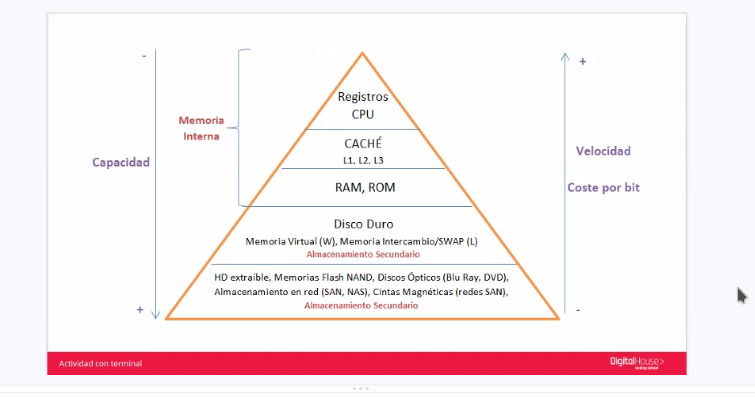 -
+
Registros
CPU
Memoria
Interna
CACHÉ
L1, L2, L3
Capacidad
Velocidad
RAM, ROM
Coste por bit
Disco Duro
Memoria Virtual (W), Memoria Intercambio/SWAP (L)
Almacenamiento Secundario
HD extraíble, Memorias Flash NAND, Discos Ópticos (Blu Ray, DVD),
Almacenamiento en red (SAN, NAS), Cintas Magnéticas (redes SAN),
Almacenamiento Secundario
+
-
Actividad con terminal
DigitalHouse>